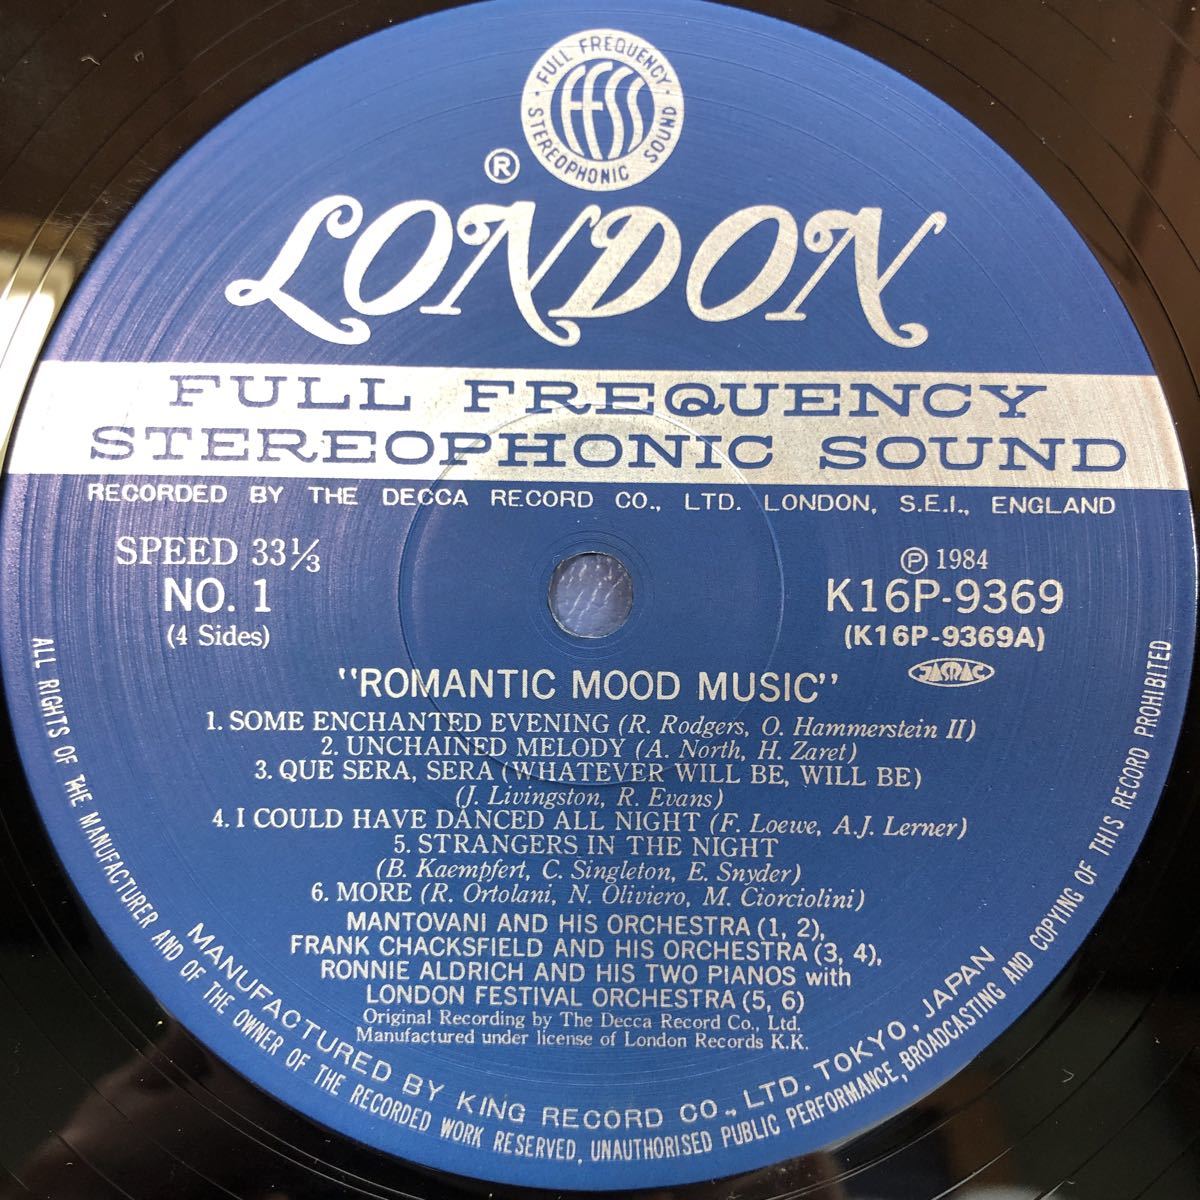 FULL FREQUENCY
STEREOPHONIC SOUND
FFSS
®
LONDON
FULL FREQUENCY
STEREOPHONIC SOUND
RECORDED BY THE DECCA RECORD CO., LTD. LONDON, S.E.I., ENGLAND
SPEED 33⅓
NO. 1
(4 Sides)
Ⓟ 1984
K16P-9369
(K16P-9369A)
JASRAC
"ROMANTIC MOOD MUSIC"
1. SOME ENCHANTED EVENING (R. Rodgers, O. Hammerstein II)
2. UNCHAINED MELODY (A. North, H. Zaret)
3. QUE SERA, SERA (WHATEVER WILL BE, WILL BE)
(J. Livingston, R. Evans)
4. I COULD HAVE DANCED ALL NIGHT (F. Loewe, A.J. Lerner)
5. STRANGERS IN THE NIGHT
(B. Kaempfert, C. Singleton, E. Snyder)
6. MORE (R. Ortolani, N. Oliviero, M. Ciorciolini)
MANTOVANI AND HIS ORCHESTRA (1, 2),
FRANK CHACKSFIELD AND HIS ORCHESTRA (3, 4),
RONNIE ALDRICH AND HIS TWO PIANOS with
LONDON FESTIVAL ORCHESTRA (5, 6)
Original Recording by The Decca Record Co., Ltd.
Manufactured under license of London Records K.K.
MANUFACTURED BY KING RECORD CO., LTD. TOKYO, JAPAN
ALL RIGHTS OF THE MANUFACTURER AND OF THE OWNER OF THE RECORDED WORK RESERVED, UNAUTHORISED PUBLIC PERFORMANCE, BROADCASTING AND COPYING OF THIS RECORD PROHIBITED